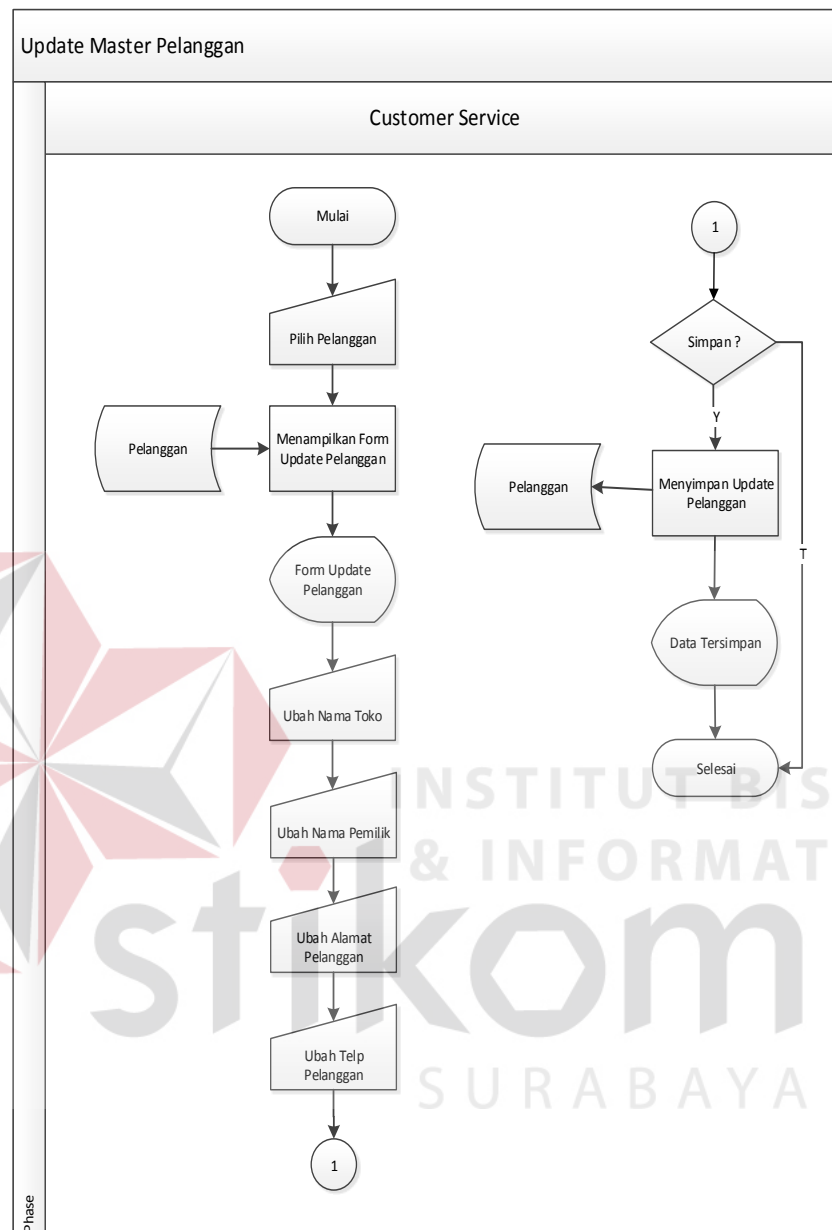 Update Master Pelanggan
Customer Service
Mulai
Pilih Pelanggan
Pelanggan
Menampilkan Form
Update Pelanggan
Form Update
Pelanggan
Ubah Nama Toko
Ubah Nama Pemilik
Ubah Alamat
Pelanggan
Ubah Telp
Pelanggan
1
1
Simpan ?
Y
T
Pelanggan
Menyimpan Update
Pelanggan
Data Tersimpan
Selesai
Phase
INSTITUT BIS
& INFORMAT
stikom
SURABAYA